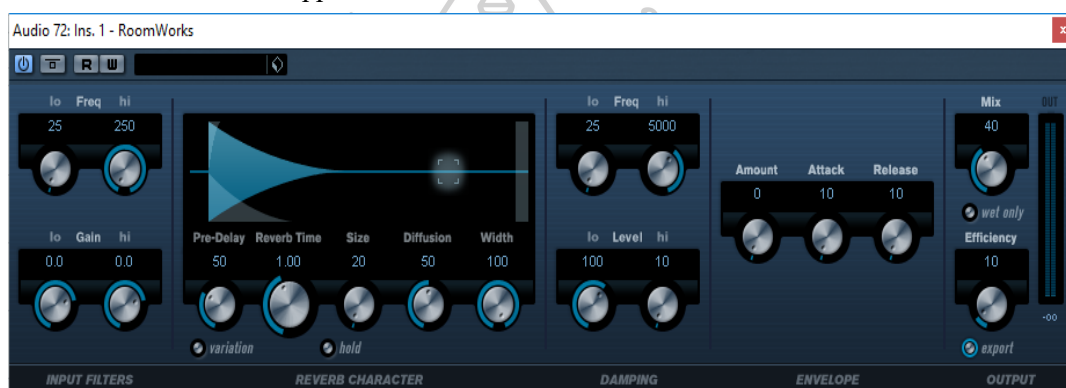 Audio 72: Ins. 1 - RoomWorks
x
R W
lo Freq hi
25 250
lo Gain hi
0.0 0.0
INPUT FILTERS
Pre-Delay Reverb Time Size Diffusion Width
50 1.00 20 50 100
variation hold
REVERB CHARACTER
lo Freq hi
25 5000
lo Level hi
100 10
DAMPING
Amount Attack Release
0 10 10
ENVELOPE
Mix OUT
40
wet only
Efficiency
10
-oo
export
OUTPUT